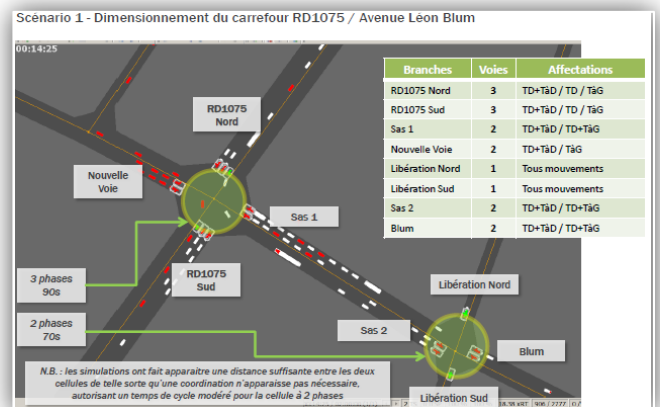 Scénario 1 - Dimensionnement du carrefour RD1075 / Avenue Léon Blum
00:14:25
Branches Voies Affectations
RD1075 Nord 3 TD+TàD / TD / TàG
RD1075 Sud 3 TD+TàD / TD / TàG
Sas 1 2 TD+TàD / TD+TàG
Nouvelle Voie 2 TD+TàD / TàG
Libération Nord 1 Tous mouvements
Libération Sud 1 Tous mouvements
Sas 2 2 TD+TàD / TD+TàG
Blum 2 TD+TàD / TD+TàG
RD1075
Nord
Nouvelle
Voie
1
Sas 1
RD1075
Sud
3 phases
90s
2 phases
70s
Libération Nord
Sas 2
Blum
Libération Sud
N.B. : les simulations ont fait apparaitre une distance suffisante entre les deux
cellules de telle sorte qu'une coordination n'apparaisse pas nécessaire,
autorisant un temps de cycle modéré pour la cellule à 2 phases